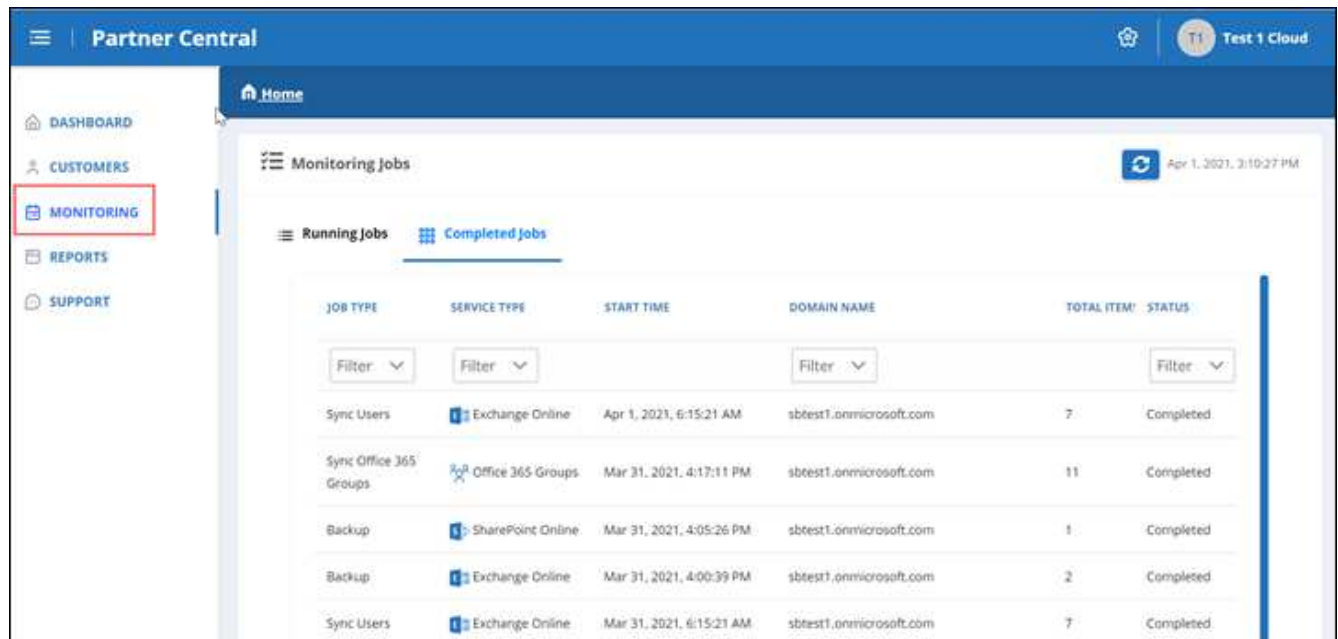 Partner Central
T1 Test 1 Cloud
Home
DASHBOARD
CUSTOMERS
MONITORING
REPORTS
SUPPORT
Monitoring Jobs
Apr 1, 2021, 3:10:27 PM
Running Jobs Completed Jobs
JOB TYPE SERVICE TYPE START TIME DOMAIN NAME TOTAL ITEM STATUS
Filter Filter Filter Filter
Sync Users Exchange Online Apr 1, 2021, 6:15:21 AM sbtest1.onmicrosoft.com 7 Completed
Sync Office 365
Groups Office 365 Groups Mar 31, 2021, 4:17:11 PM sbtest1.onmicrosoft.com 11 Completed
Backup SharePoint Online Mar 31, 2021, 4:05:26 PM sbtest1.onmicrosoft.com 1 Completed
Backup Exchange Online Mar 31, 2021, 4:00:39 PM sbtest1.onmicrosoft.com 2 Completed
Sync Users Exchange Online Mar 31, 2021, 6:15:21 AM sbtest1.onmicrosoft.com 7 Completed